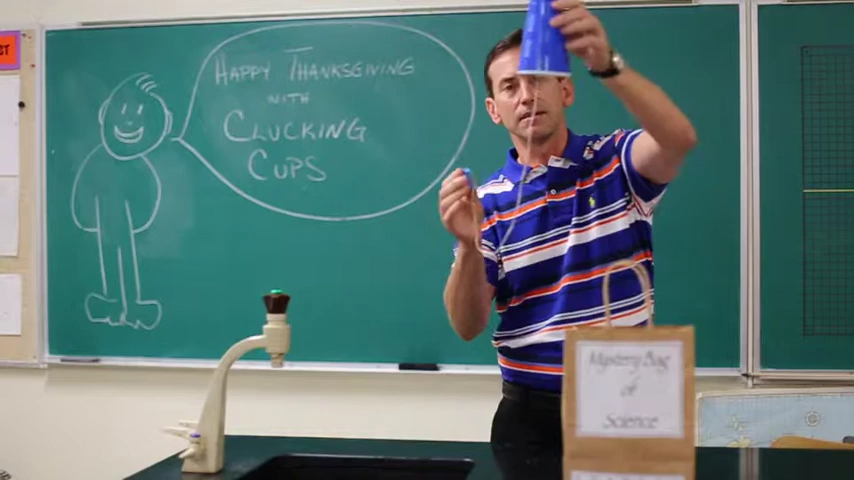 HAPPY THANKSGIVING
WITH
CLUCKING
CUPS
Mystery Bag
of
Science